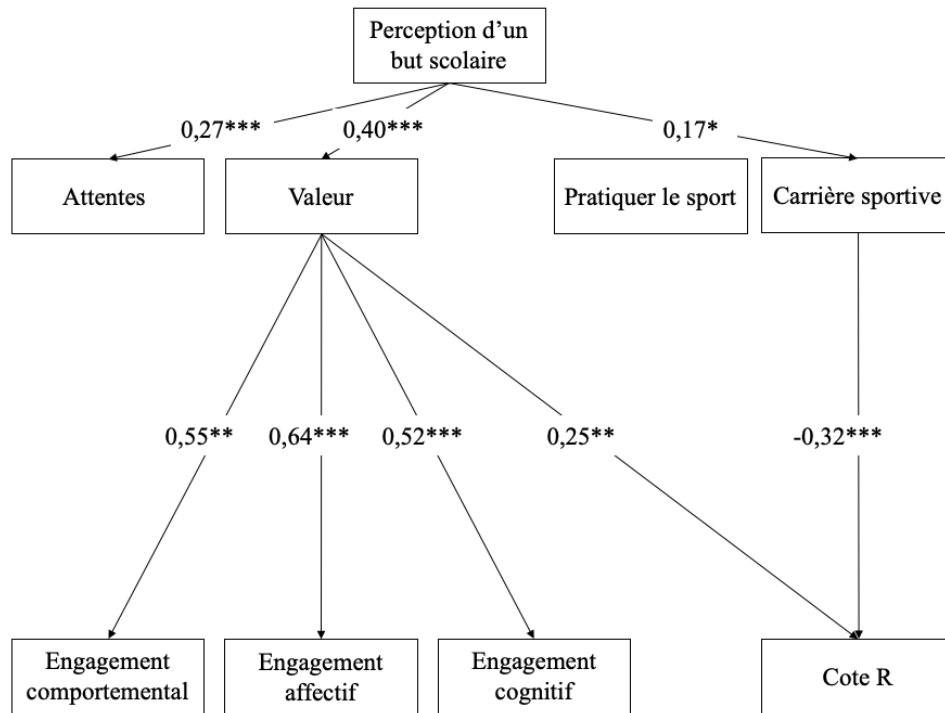 Perception d’un
but scolaire
0,27***
0,40***
0,17*
Attentes
Valeur
Pratiquer le sport
Carrière sportive
0,55**
0,64***
0,52***
0,25**
-0,32***
Engagement
comportemental
Engagement
affectif
Engagement
cognitif
Cote R